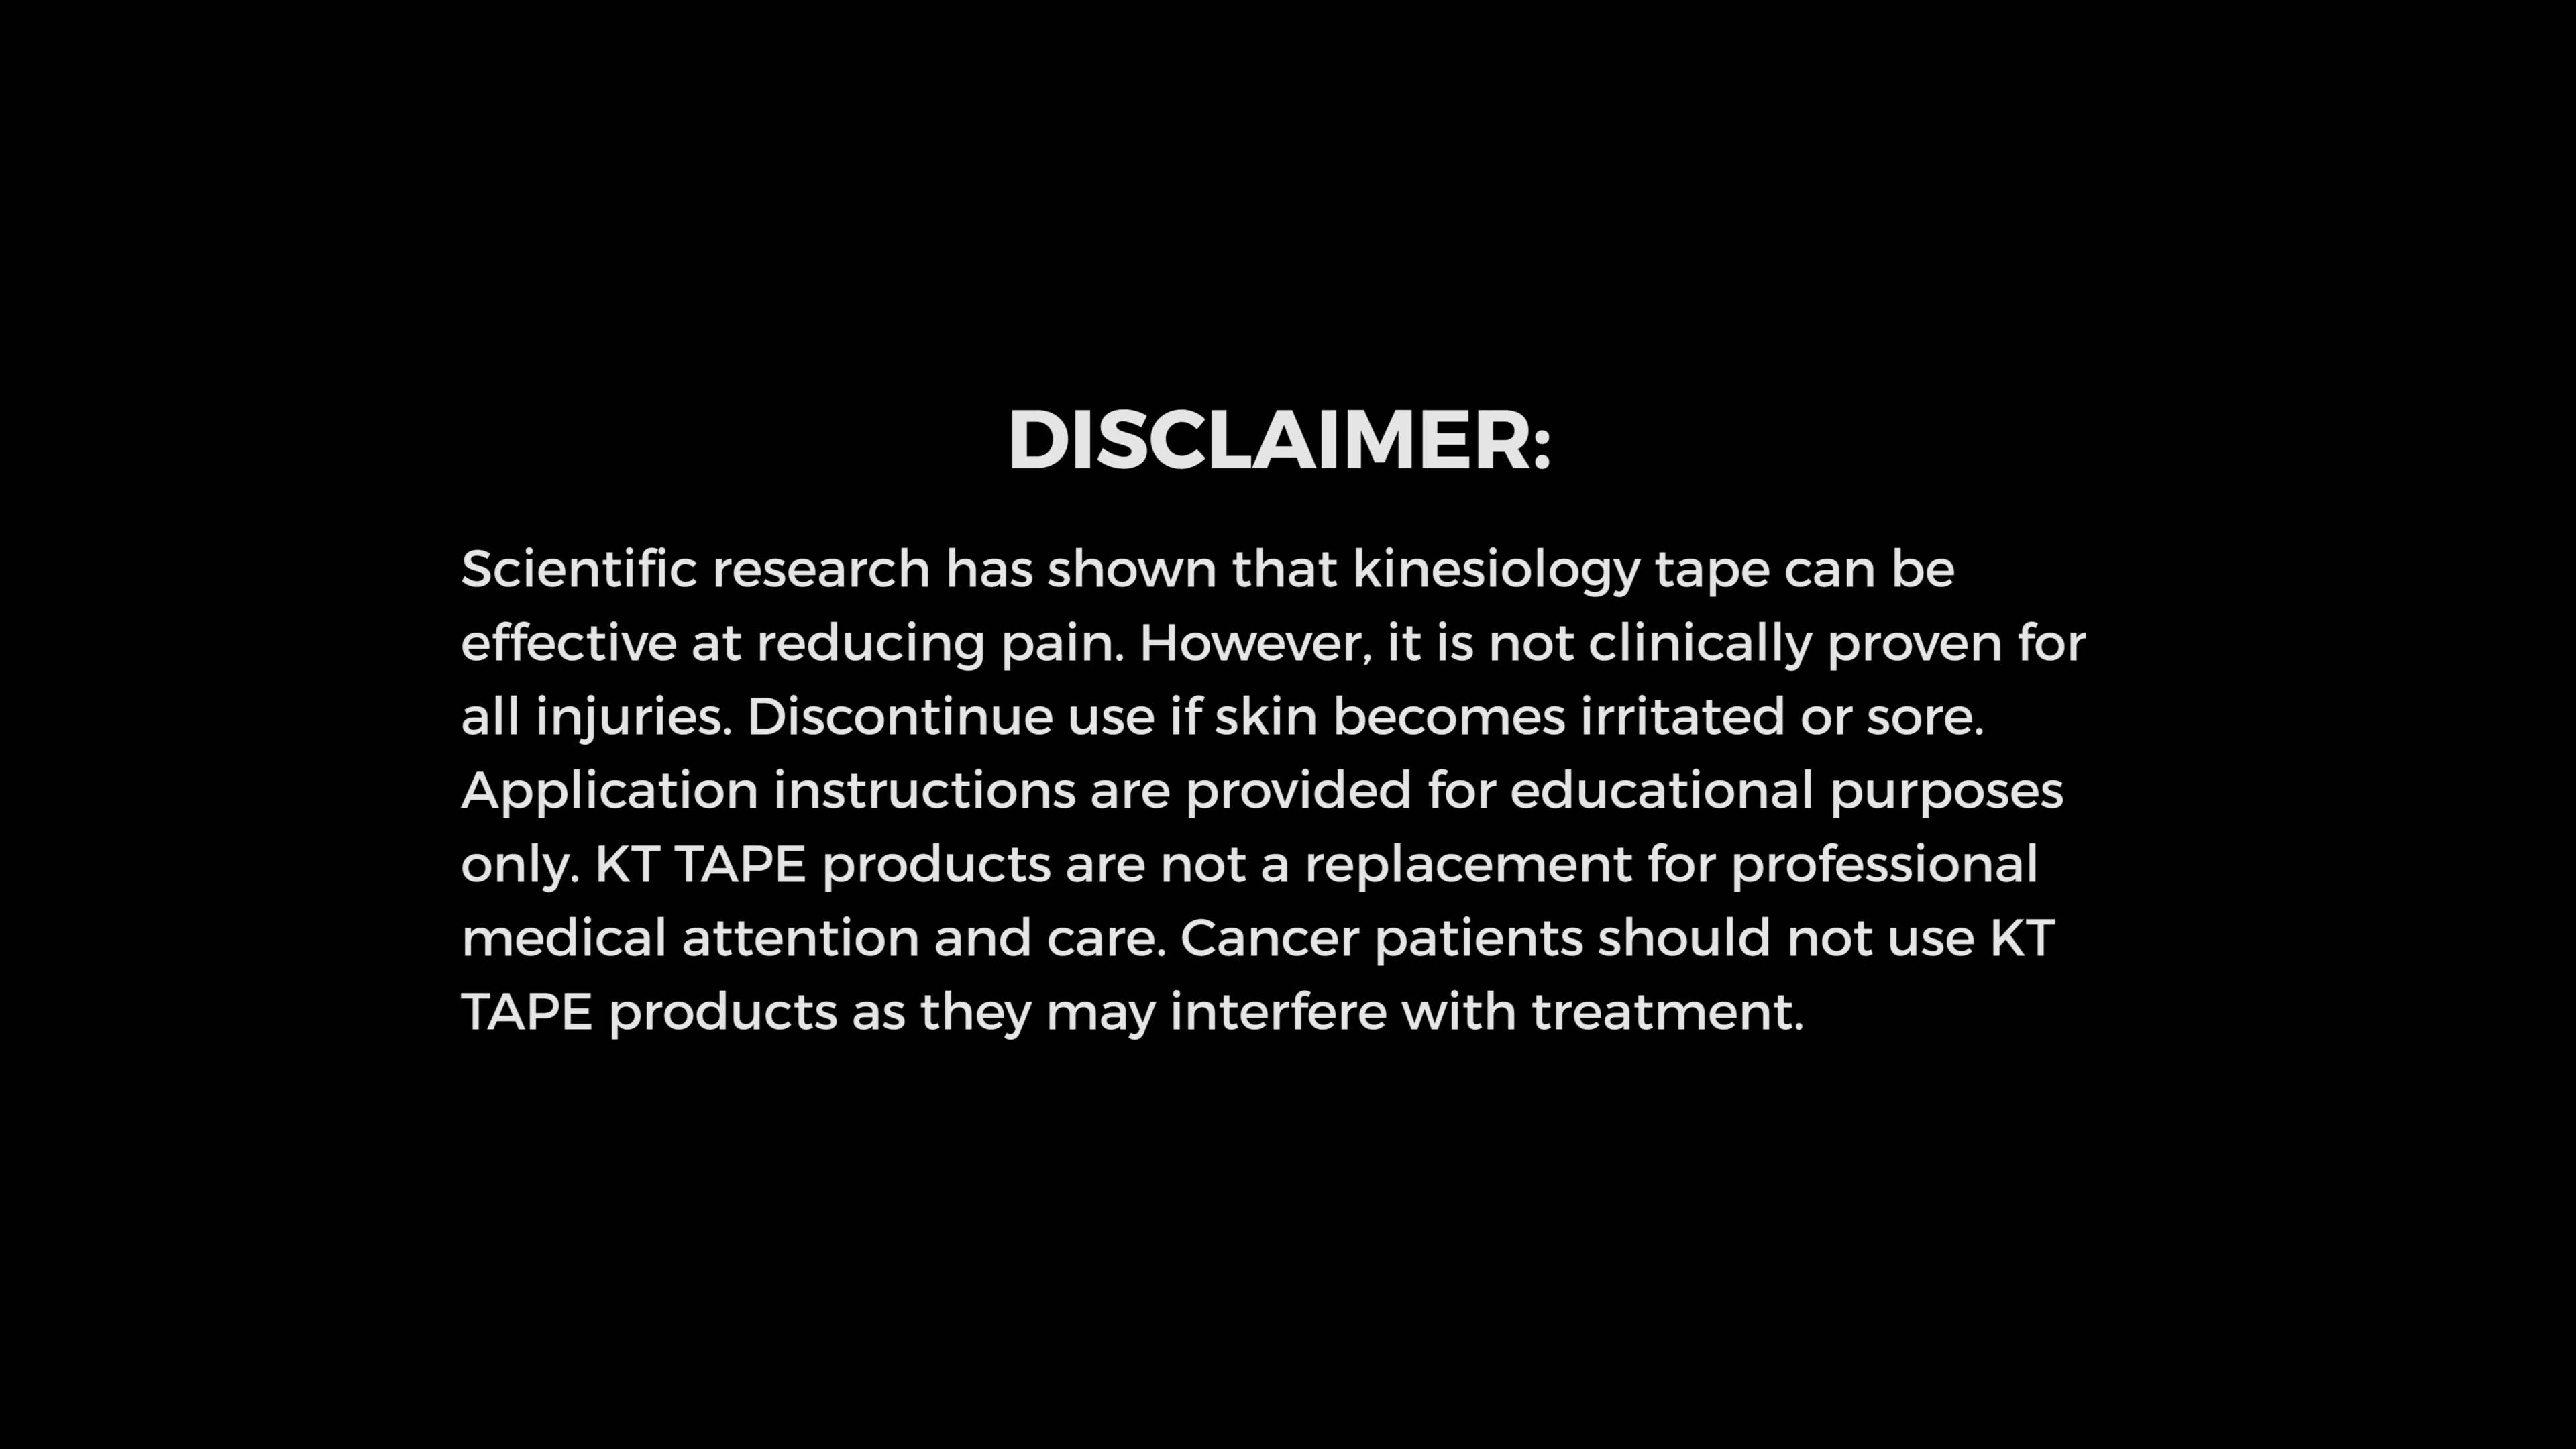 DISCLAIMER:
Scientific research has shown that kinesiology tape can be
effective at reducing pain. However, it is not clinically proven for
all injuries. Discontinue use if skin becomes irritated or sore.
Application instructions are provided for educational purposes
only. KT TAPE products are not a replacement for professional
medical attention and care. Cancer patients should not use KT
TAPE products as they may interfere with treatment.